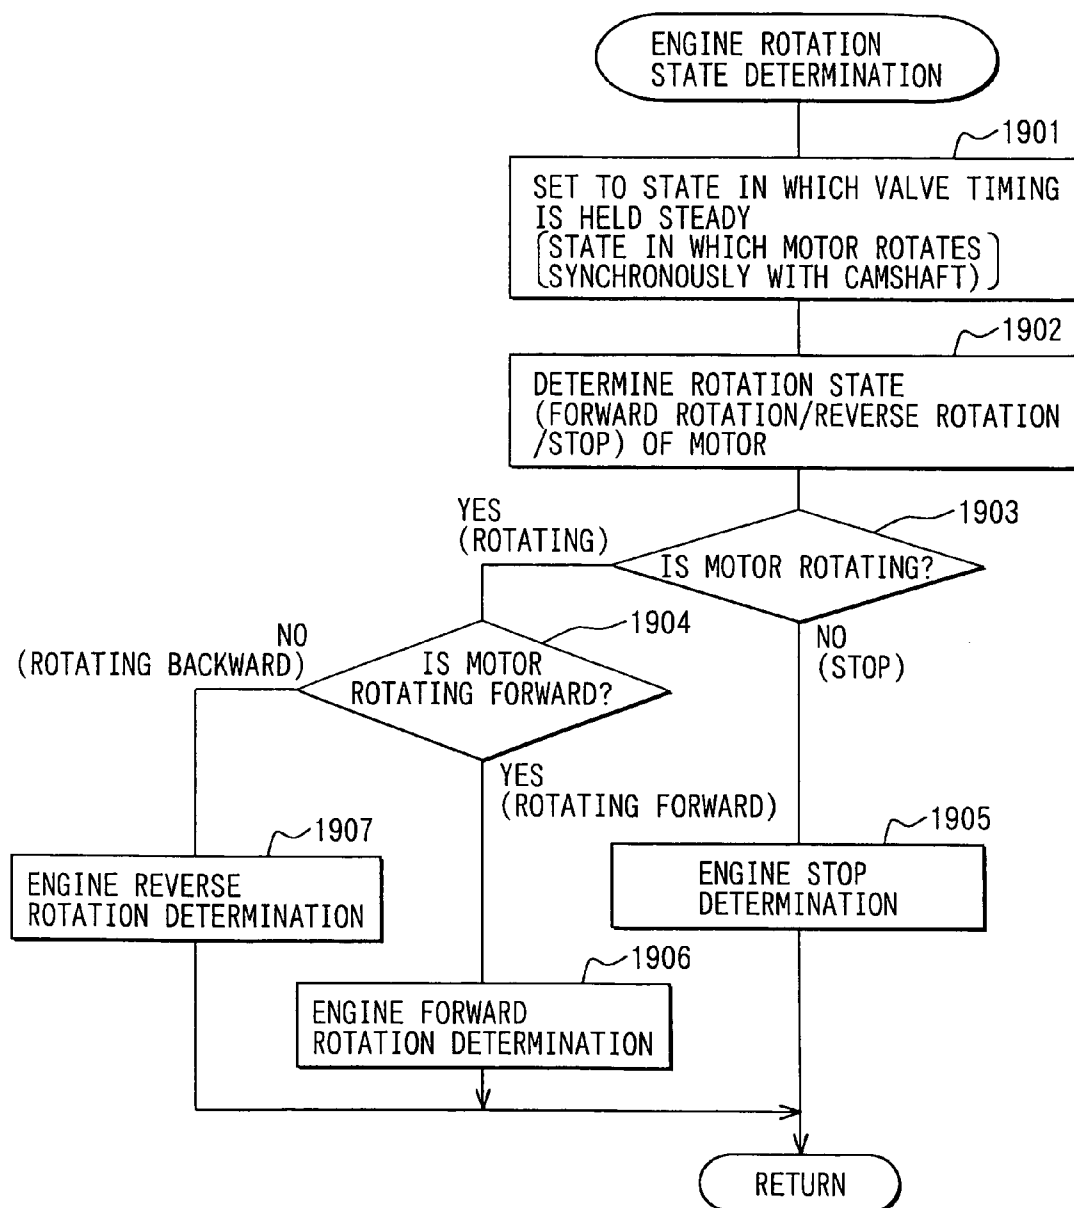 ENGINE ROTATION
STATE DETERMINATION
1901
SET TO STATE IN WHICH VALVE TIMING
IS HELD STEADY
(STATE IN WHICH MOTOR ROTATES
SYNCHRONOUSLY WITH CAMSHAFT))
1902
DETERMINE ROTATION STATE
(FORWARD ROTATION/REVERSE ROTATION
/STOP) OF MOTOR
YES
(ROTATING)
1903
IS MOTOR ROTATING?
NO
(ROTATING BACKWARD)
1904
IS MOTOR
ROTATING FORWARD?
NO
(STOP)
YES
(ROTATING FORWARD)
1907
ENGINE REVERSE
ROTATION DETERMINATION
1905
ENGINE STOP
DETERMINATION
1906
ENGINE FORWARD
ROTATION DETERMINATION
RETURN